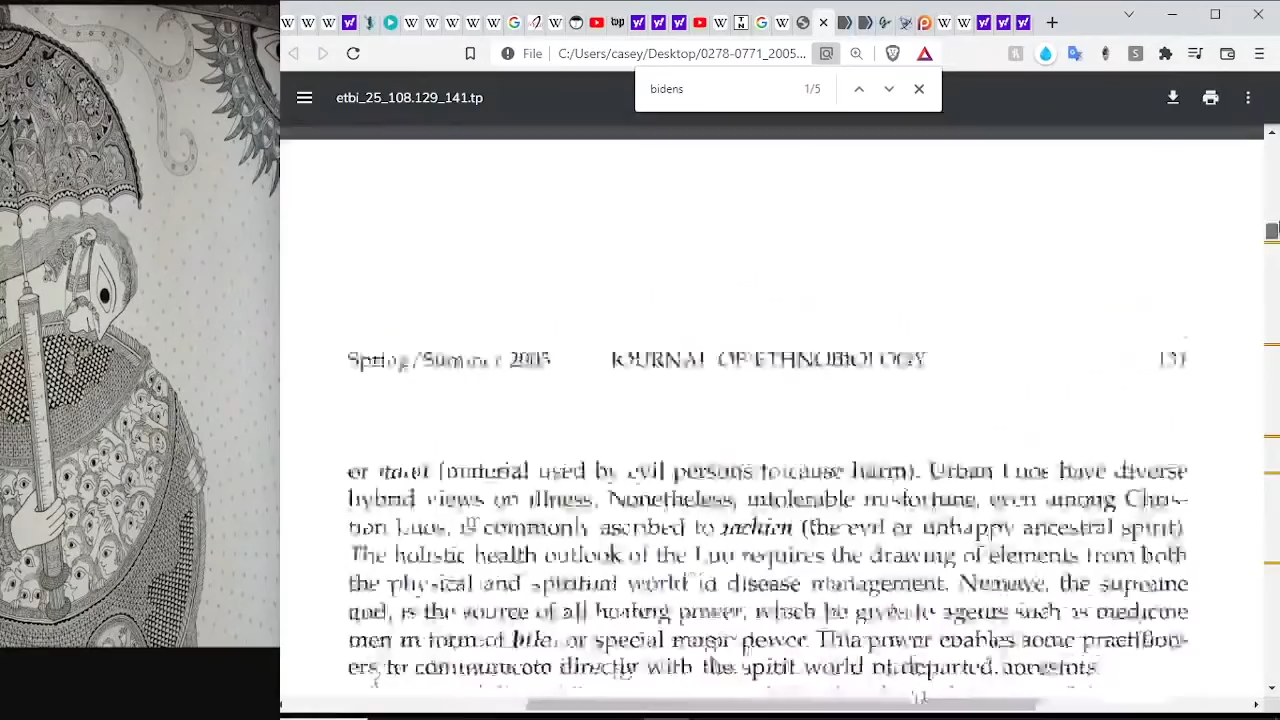 File C:/Users/casey/Desktop/0278-0771_2005...
bidens 1/5
etbi_25_108.129_141.tp
Spring/Summer 2005 JOURNAL OF ETHNOBIOLOGY 131
(material used by evil persons to cause harm). Urban Luos have diverse
hybrid views on illness. Nonetheless, intolerable misfortune, even among Chris-
tian Luos, is commonly ascribed to (the evil or unhappy ancestral spirit)
The holistic health outlook of the Luo requires the drawing of elements from both
the physical and spiritual world in disease management. the supreme
god, is the source of all healing power, which he gives to agents such as medicine
men in form of or special magic power. This power enables some practition-
ers to communicate directly with the spirit world of departed ancestors